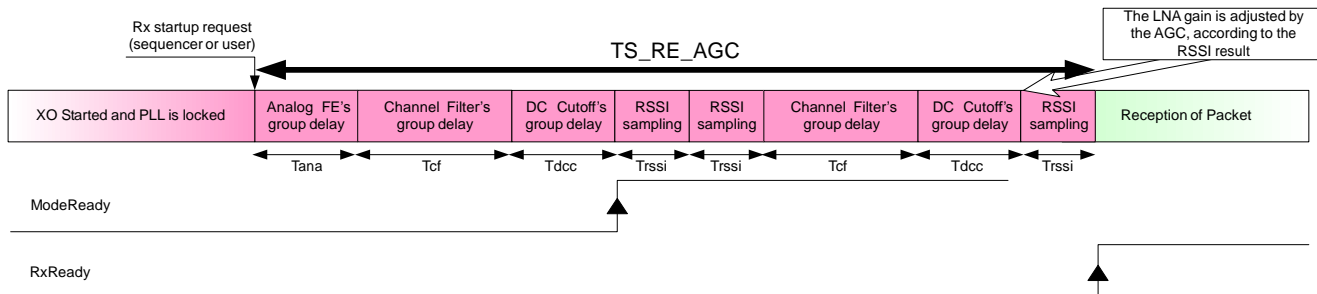 Rx startup request
(sequencer or user)
TS_RE_AGC
The LNA gain is adjusted by
the AGC, according to the
RSSI result
XO Started and PLL is locked
Analog FE's
group delay
Channel Filter's
group delay
DC Cutoff's
group delay
RSSI
sampling
RSSI
sampling
Channel Filter's
group delay
DC Cutoff's
group delay
RSSI
sampling
Reception of Packet
Tana
Tcf
Tdcc
Trssi
Trssi
Tcf
Tdcc
Trssi
ModeReady
RxReady